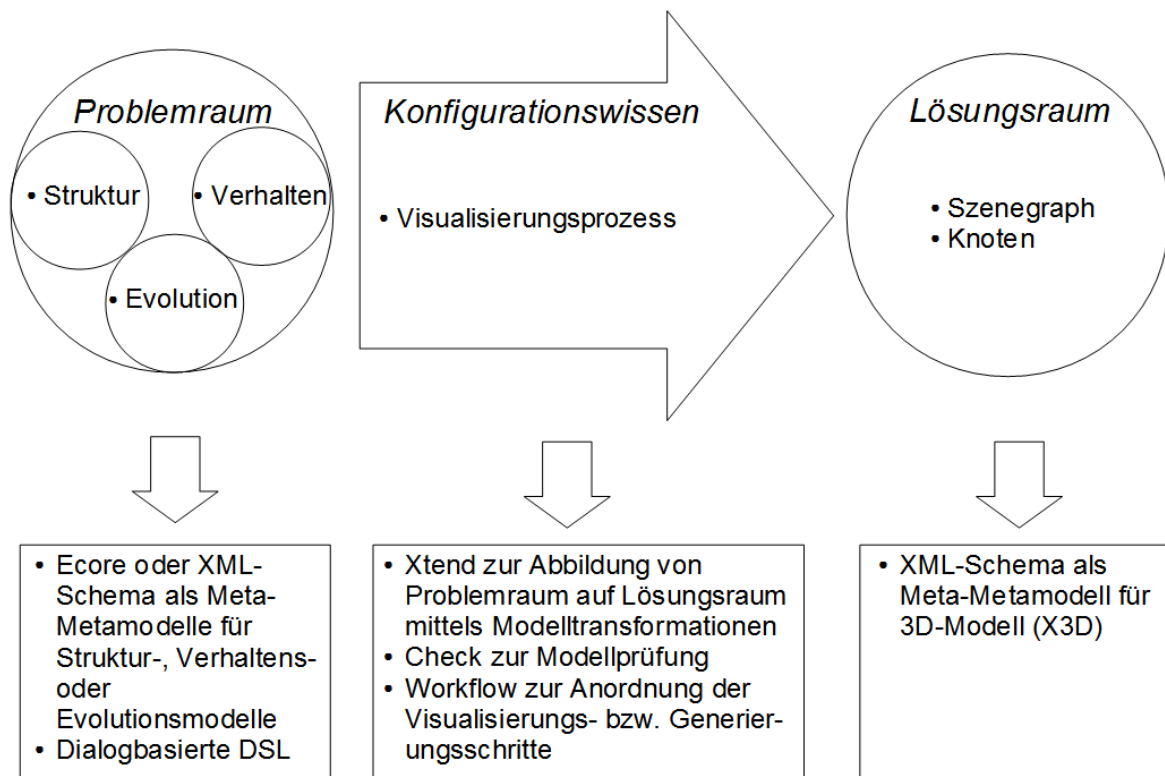 Problemraum
• Struktur
• Verhalten
• Evolution
Konfigurationswissen
• Visualisierungsprozess
Lösungsraum
• Szenegraph
• Knoten
• Ecore oder XML-
Schema als Meta-
Metamodelle für
Struktur-, Verhaltens-
oder
Evolutionsmodelle
• Dialogbasierte DSL
• Xtend zur Abbildung von
Problemraum auf Lösungsraum
mittels Modelltransformationen
• Check zur Modellprüfung
• Workflow zur Anordnung der
Visualisierungs- bzw. Generier-
ungsschritte
• XML-Schema als
Meta-Metamodell für
3D-Modell (X3D)